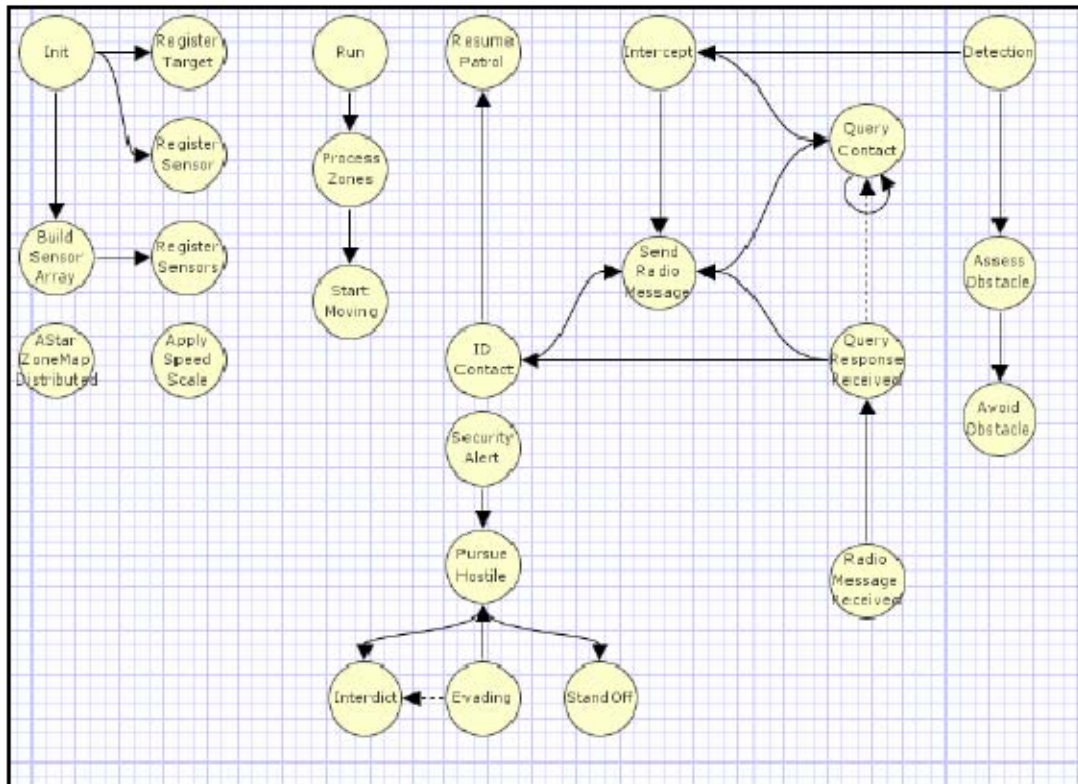 Init
Register
Target
Run
Resume
Patrol
Intercept
Detection
Query
Contact
Register
Sensor
Process
Zones
Build
Sensor
Array
Register
Sensors
Send
Radio
Message
Assess
Obstacle
Start
Moving
AStar
ZoneMap
Distributed
Apply
Speed
Scale
ID
Contact
Query
Response
Received
Avoid
Obstacle
Security
Alert
Pursue
Hostile
Radio
Message
Received
Interdict
Evading
StandOff